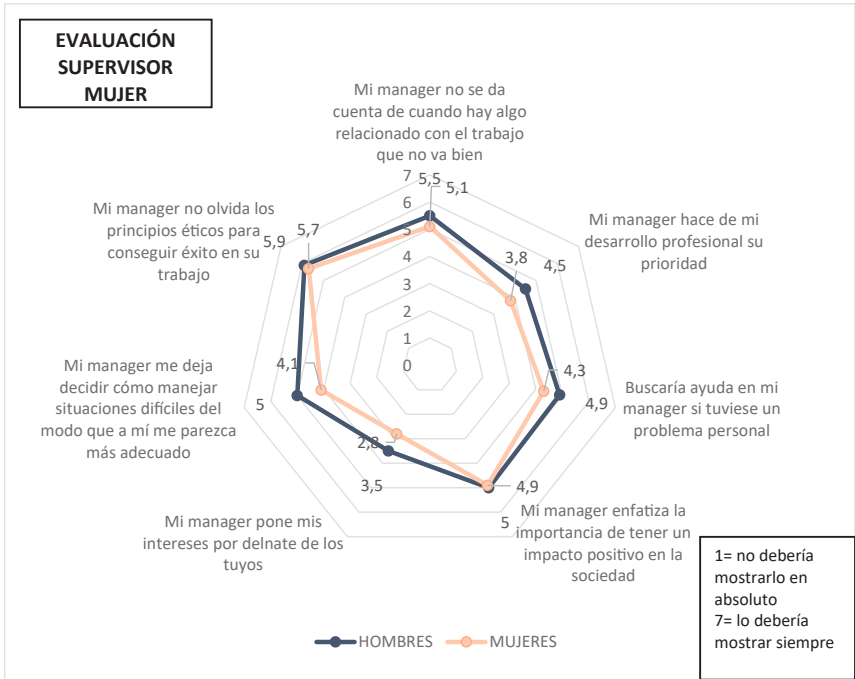 EVALUACIÓN
SUPERVISOR
MUJER
Mi manager no se da
cuenta de cuando hay algo
relacionado con el trabajo
que no va bien
7
6
5
4
3
2
1
0
5,5
5,1
Mi manager hace de mi
desarrollo profesional su
prioridad
3,8
4,5
Buscaría ayuda en mi
manager si tuviese un
problema personal
4,3
4,9
Mi manager enfatiza la
importancia de tener un
impacto positivo en la
sociedad
4,9
5
Mi manager pone mis
intereses por delnate de los
tuyos
2,8
3,5
Mi manager me deja
decidir cómo manejar
situaciones difíciles del
modo que a mí me parezca
más adecuado
4,1
5
Mi manager no olvida los
principios éticos para
conseguir éxito en su
trabajo
5,9
5,7
HOMBRES
MUJERES
1= no debería
mostrarlo en
absoluto
7= lo debería
mostrar siempre